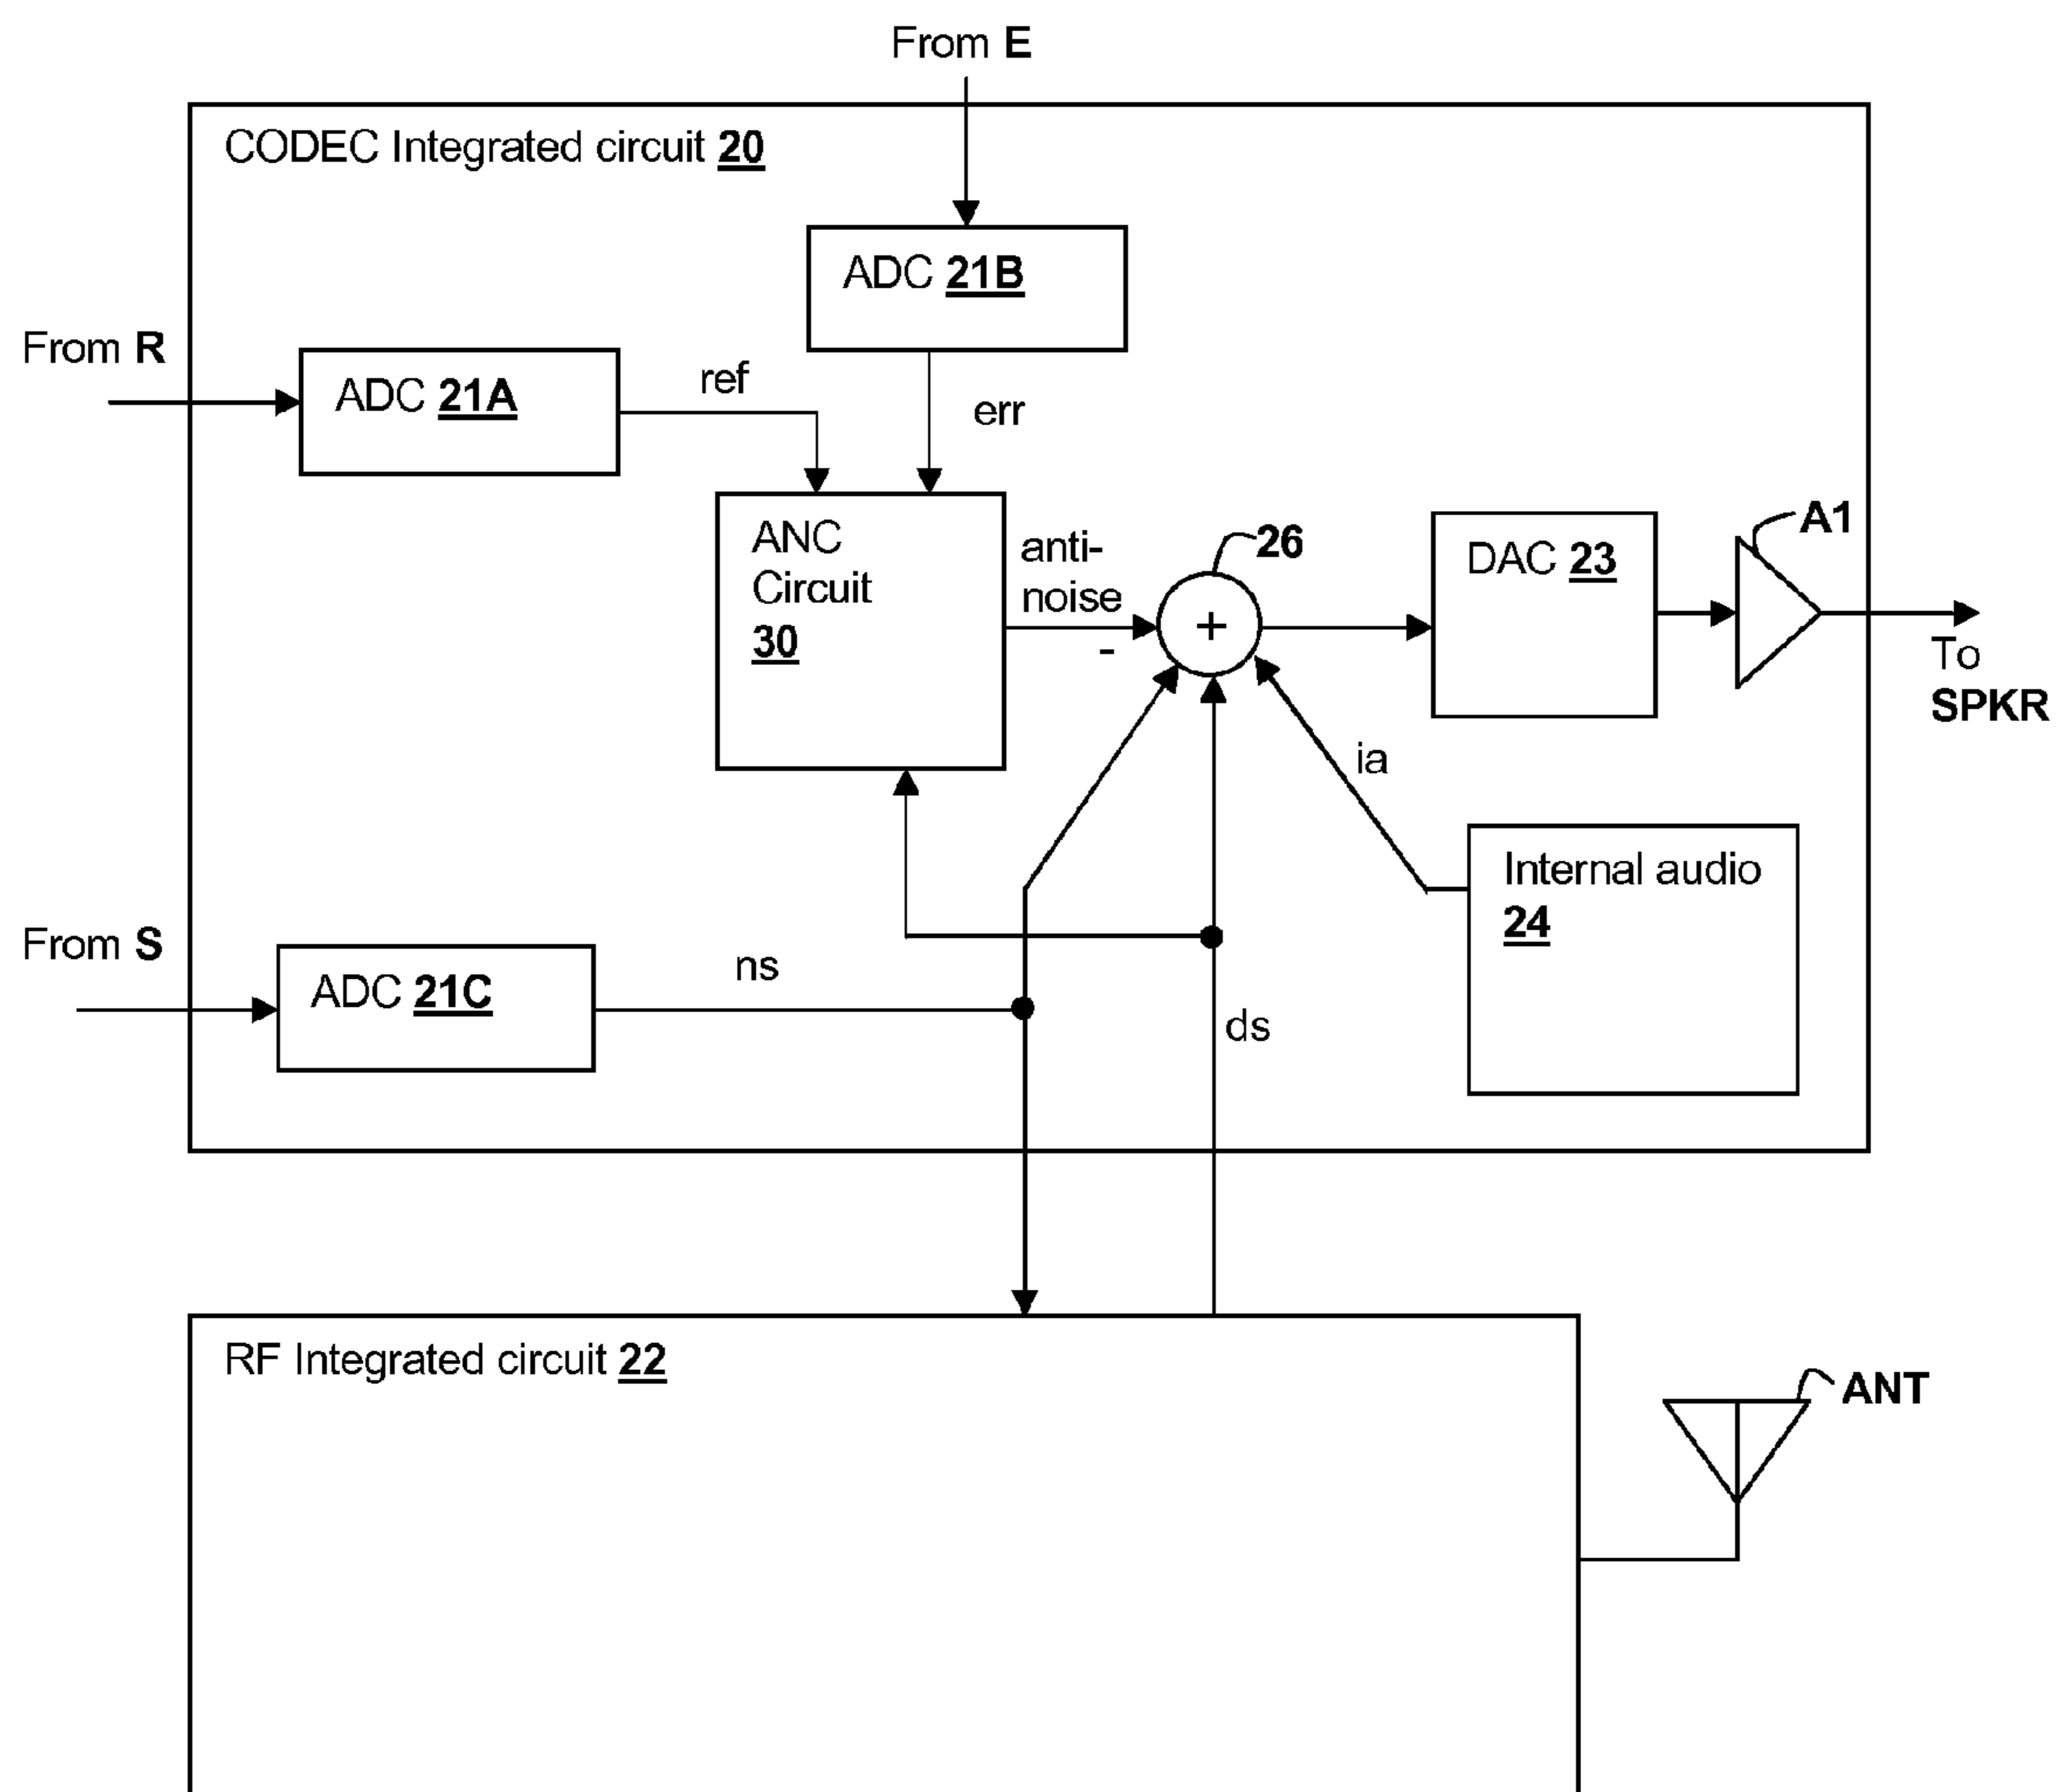 From E
CODEC Integrated circuit 20
ADC 21B
From R
ADC 21A
ref
err
ANC
Circuit
30
anti-
noise
-
26
+
DAC 23
A1
To
SPKR
ia
Internal audio
24
From S
ADC 21C
ns
ds
RF Integrated circuit 22
ANT